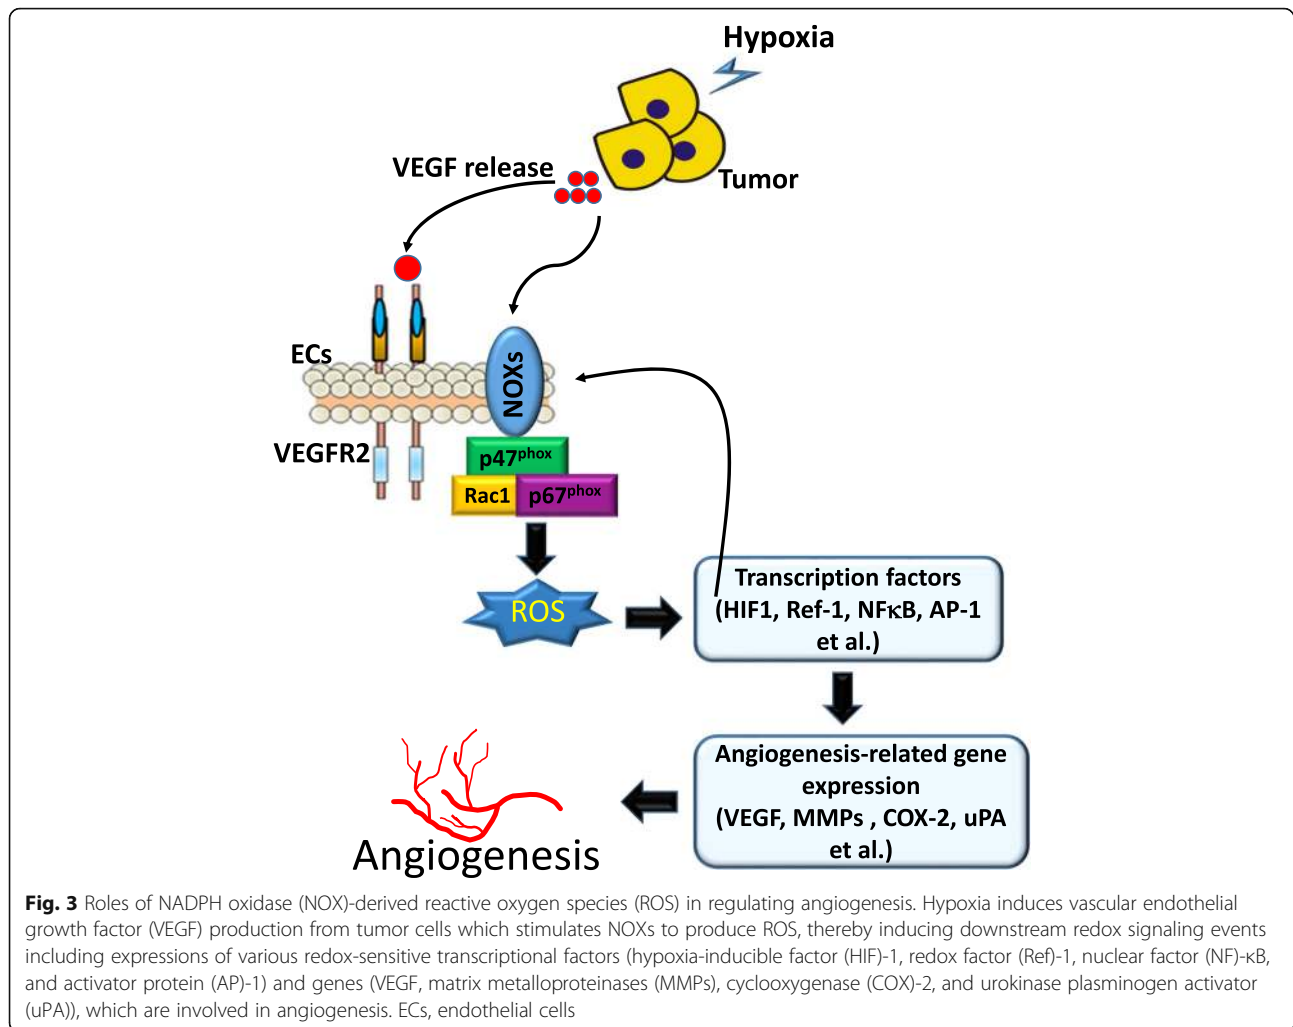 Hypoxia
VEGF release
Tumor
ECs
NOXs
VEGFR2
p47phox
Rac1
p67phox
ROS
Transcription factors
(HIF1, Ref-1, NFκB, AP-1
et al.)
Angiogenesis-related gene
expression
(VEGF, MMPs , COX-2, uPA
et al.)
Angiogenesis
Fig. 3 Roles of NADPH oxidase (NOX)-derived reactive oxygen species (ROS) in regulating angiogenesis. Hypoxia induces vascular endothelial
growth factor (VEGF) production from tumor cells which stimulates NOXs to produce ROS, thereby inducing downstream redox signaling events
including expressions of various redox-sensitive transcriptional factors (hypoxia-inducible factor (HIF)-1, redox factor (Ref)-1, nuclear factor (NF)-κB,
and activator protein (AP)-1) and genes (VEGF, matrix metalloproteinases (MMPs), cyclooxygenase (COX)-2, and urokinase plasminogen activator
(uPA)), which are involved in angiogenesis. ECs, endothelial cells